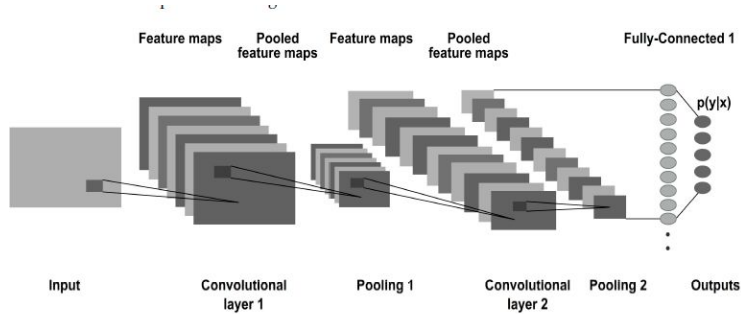 Feature maps
Pooled
feature maps
Feature maps
Pooled
feature maps
Fully-Connected 1
p(y|x)
Input
Convolutional
layer 1
Pooling 1
Convolutional
layer 2
Pooling 2
Outputs